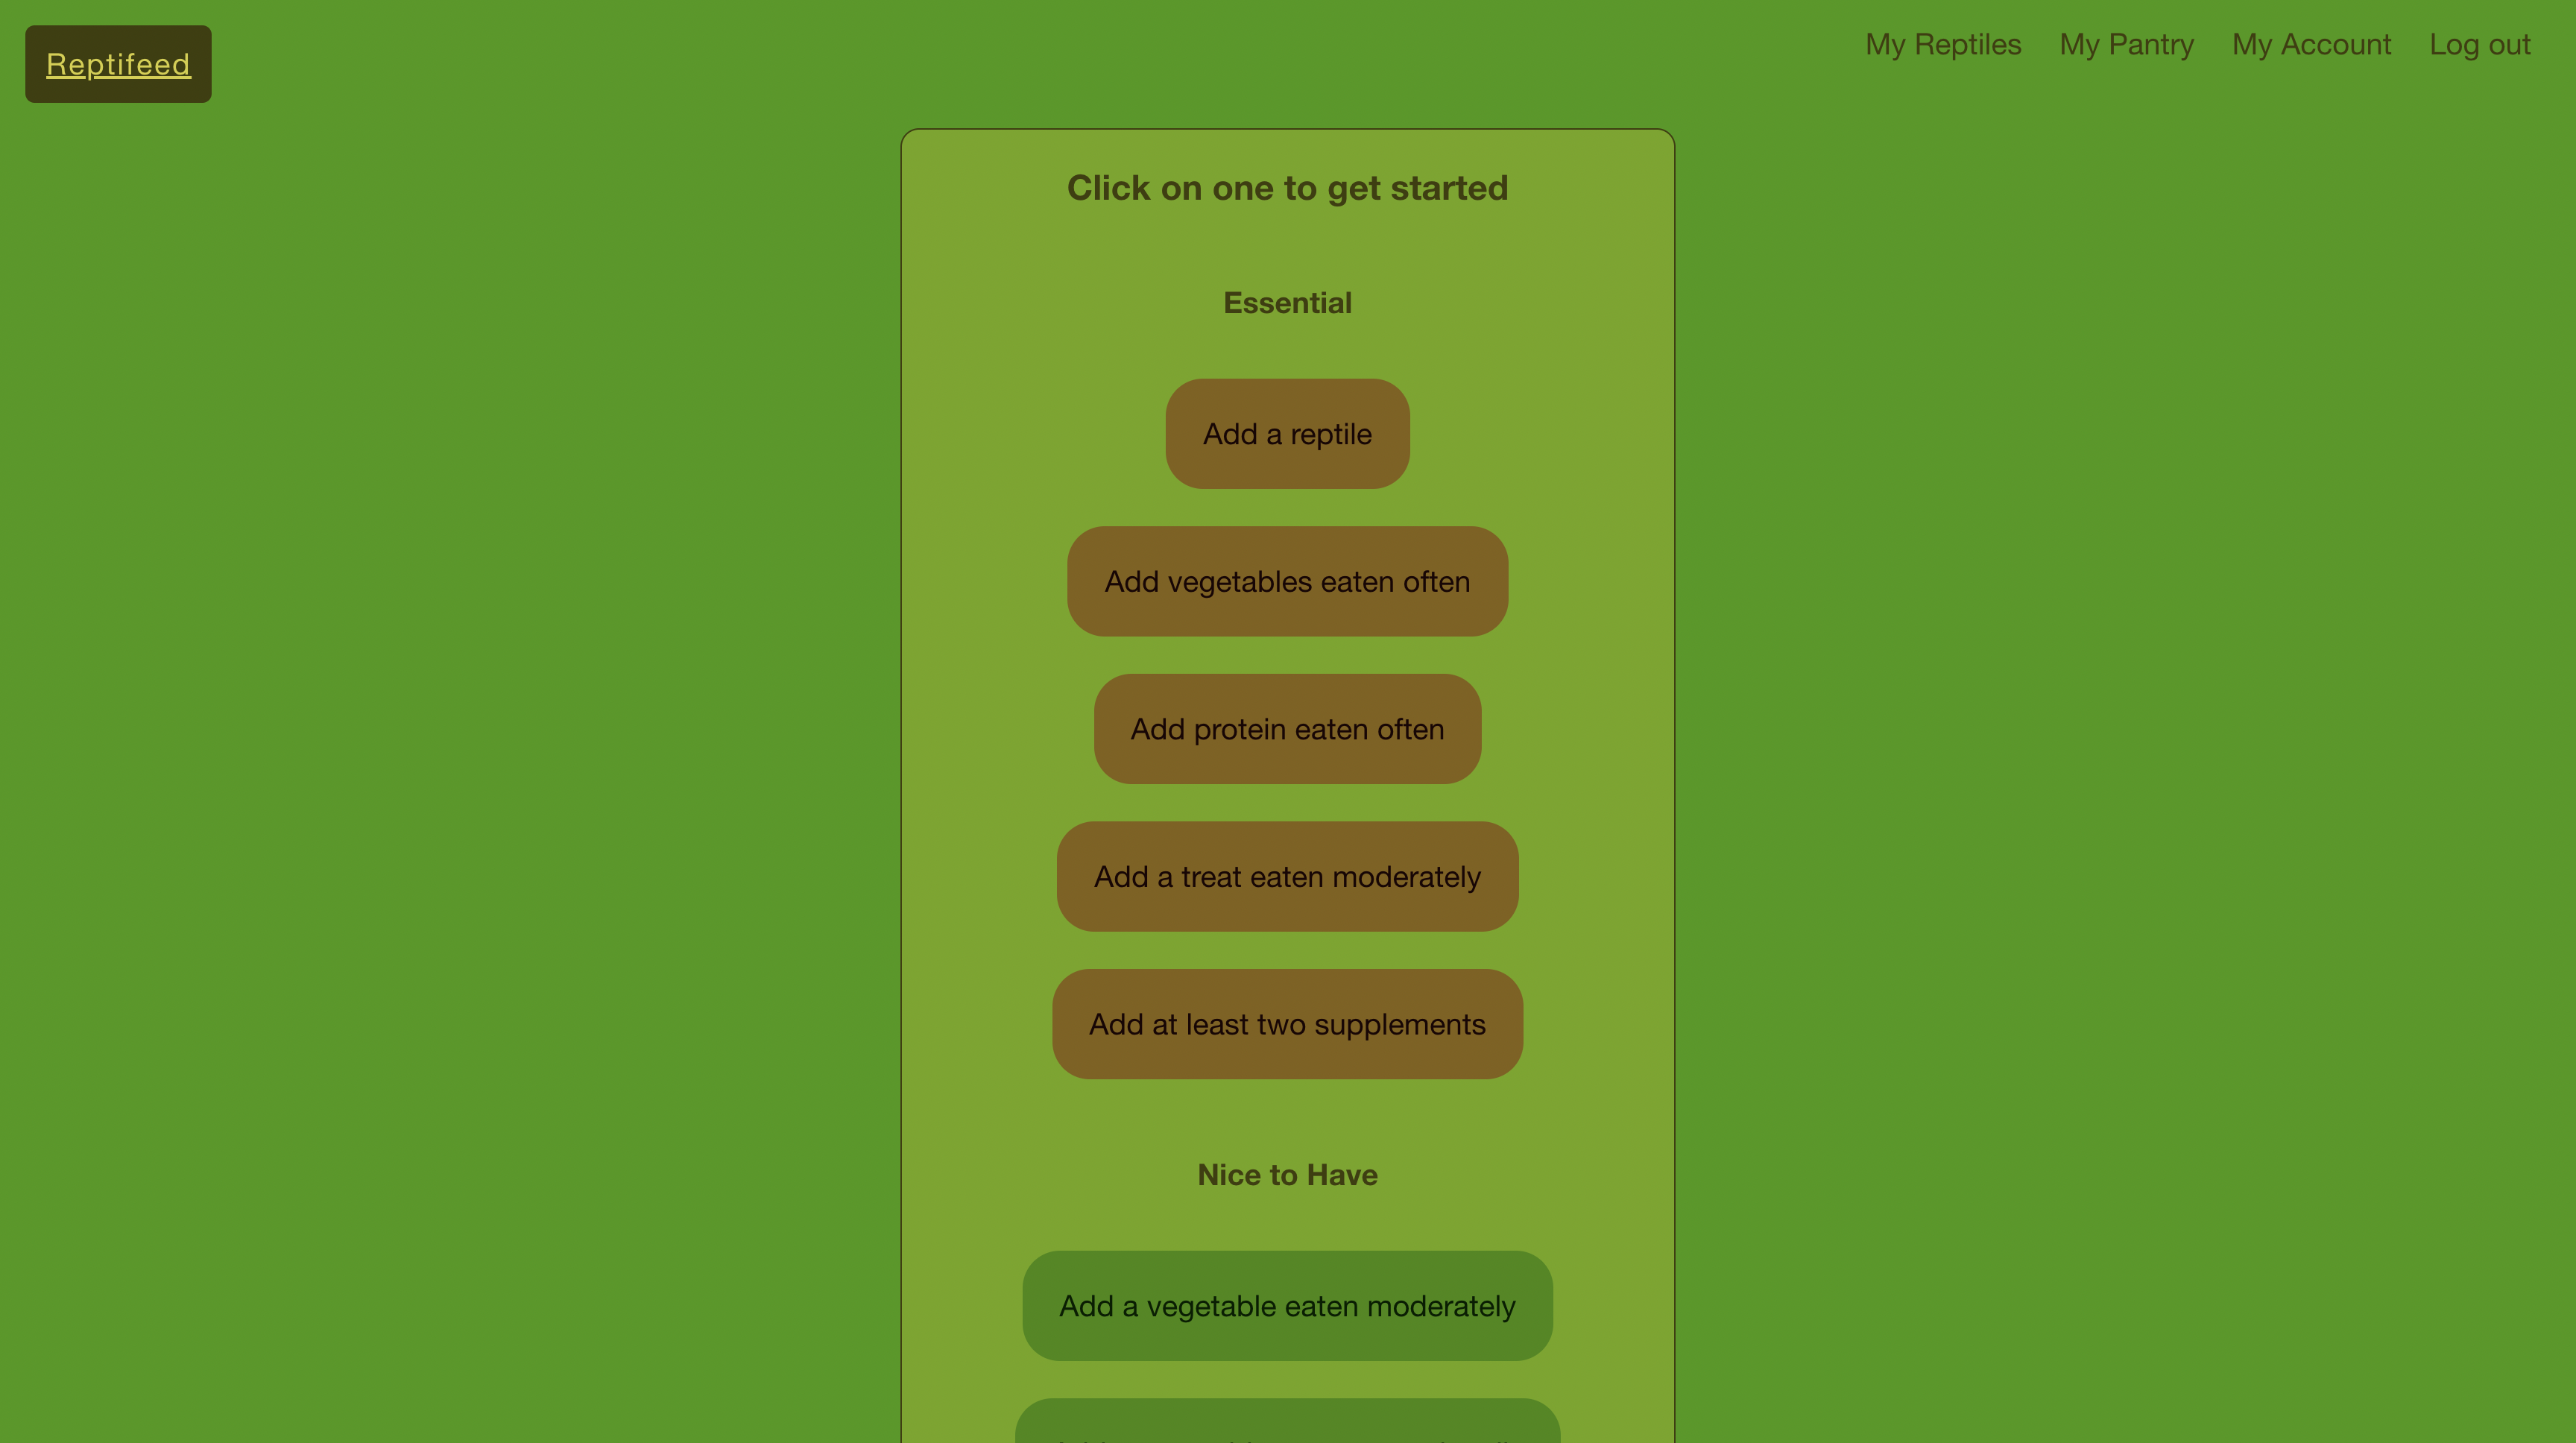 Reptifeed
My Reptiles My Pantry My Account Log out
Click on one to get started
Essential
Add a reptile
Add vegetables eaten often
Add protein eaten often
Add a treat eaten moderately
Add at least two supplements
Nice to Have
Add a vegetable eaten moderately